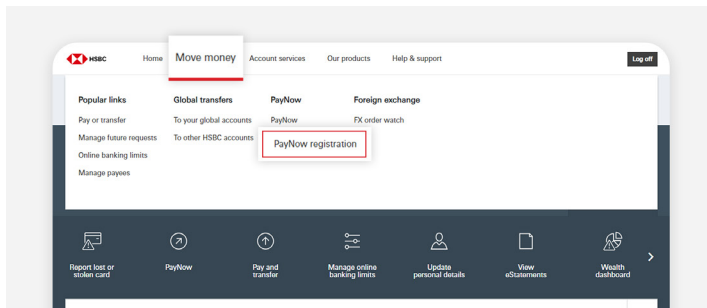 HSBC
Home Move money Account services Our products Help & support Log off
Popular links Global transfers PayNow Foreign exchange
Pay or transfer To your global accounts PayNow FX order watch
Manage future requests To other HSBC accounts PayNow registration
Online banking limits
Manage payees
Report lost or stolen card
PayNow
Pay and transfer
Manage online banking limits
Update personal details
View eStatements
Wealth dashboard